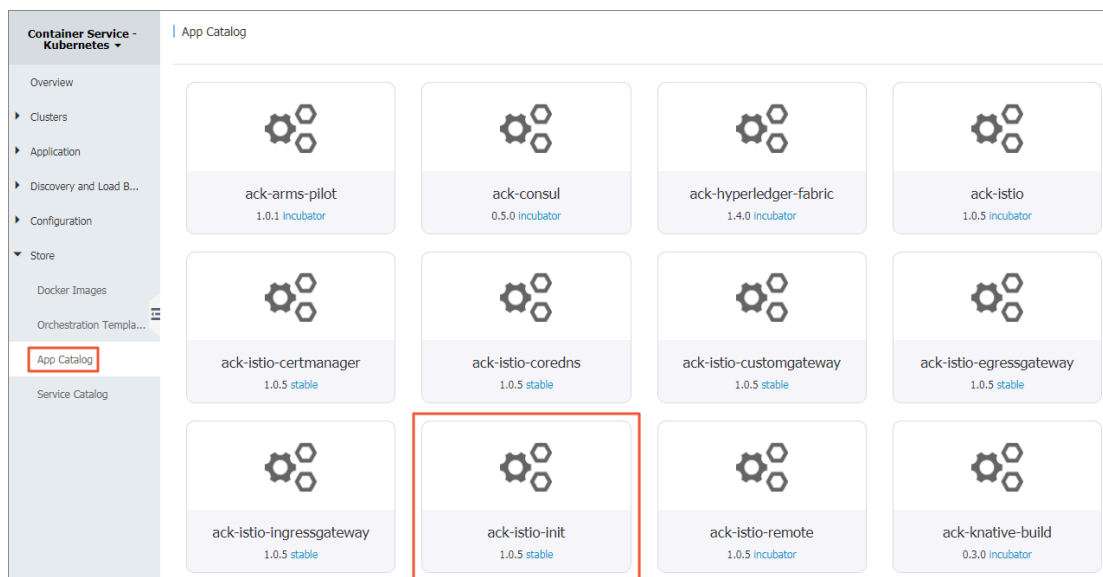 Container Service -
Kubernetes
App Catalog
Overview
Clusters
Application
Discovery and Load B...
Configuration
Store
Docker Images
Orchestration Templa...
App Catalog
Service Catalog
ack-arms-pilot
1.0.1 incubator
ack-consul
0.5.0 incubator
ack-hyperledger-fabric
1.4.0 incubator
ack-istio
1.0.5 incubator
ack-istio-certmanager
1.0.5 stable
ack-istio-coredns
1.0.5 stable
ack-istio-customgateway
1.0.5 stable
ack-istio-egressgateway
1.0.5 stable
ack-istio-ingressgateway
1.0.5 stable
ack-istio-init
1.0.5 stable
ack-istio-remote
1.0.5 incubator
ack-knative-build
0.3.0 incubator